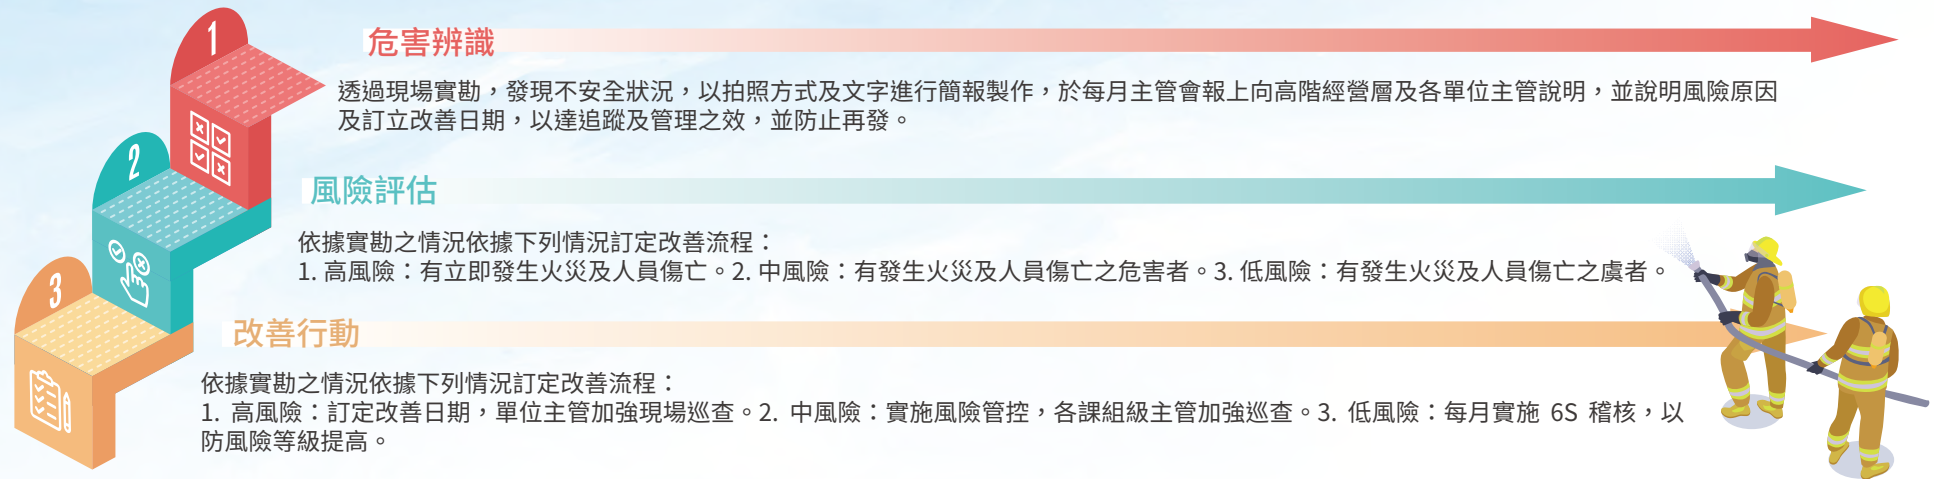 1
危害辨識
透過現場實勘，發現不安全狀況，以拍照方式及文字進行簡報製作，於每月主管會報上向高階經營層及各單位主管說明，並說明風險原因
及訂立改善日期，以達追蹤及管理之效，並防止再發。
2
風險評估
依據實勘之情況依據下列情況訂定改善流程：
1. 高風險：有立即發生火災及人員傷亡。2. 中風險：有發生火災及人員傷亡之危害者。3. 低風險：有發生火災及人員傷亡之虞者。
3
改善行動
依據實勘之情況依據下列情況訂定改善流程：
1. 高風險：訂定改善日期，單位主管加強現場巡查。2. 中風險：實施風險管控，各課組級主管加強巡查。3. 低風險：每月實施 6S 稽核，以
防風險等級提高。